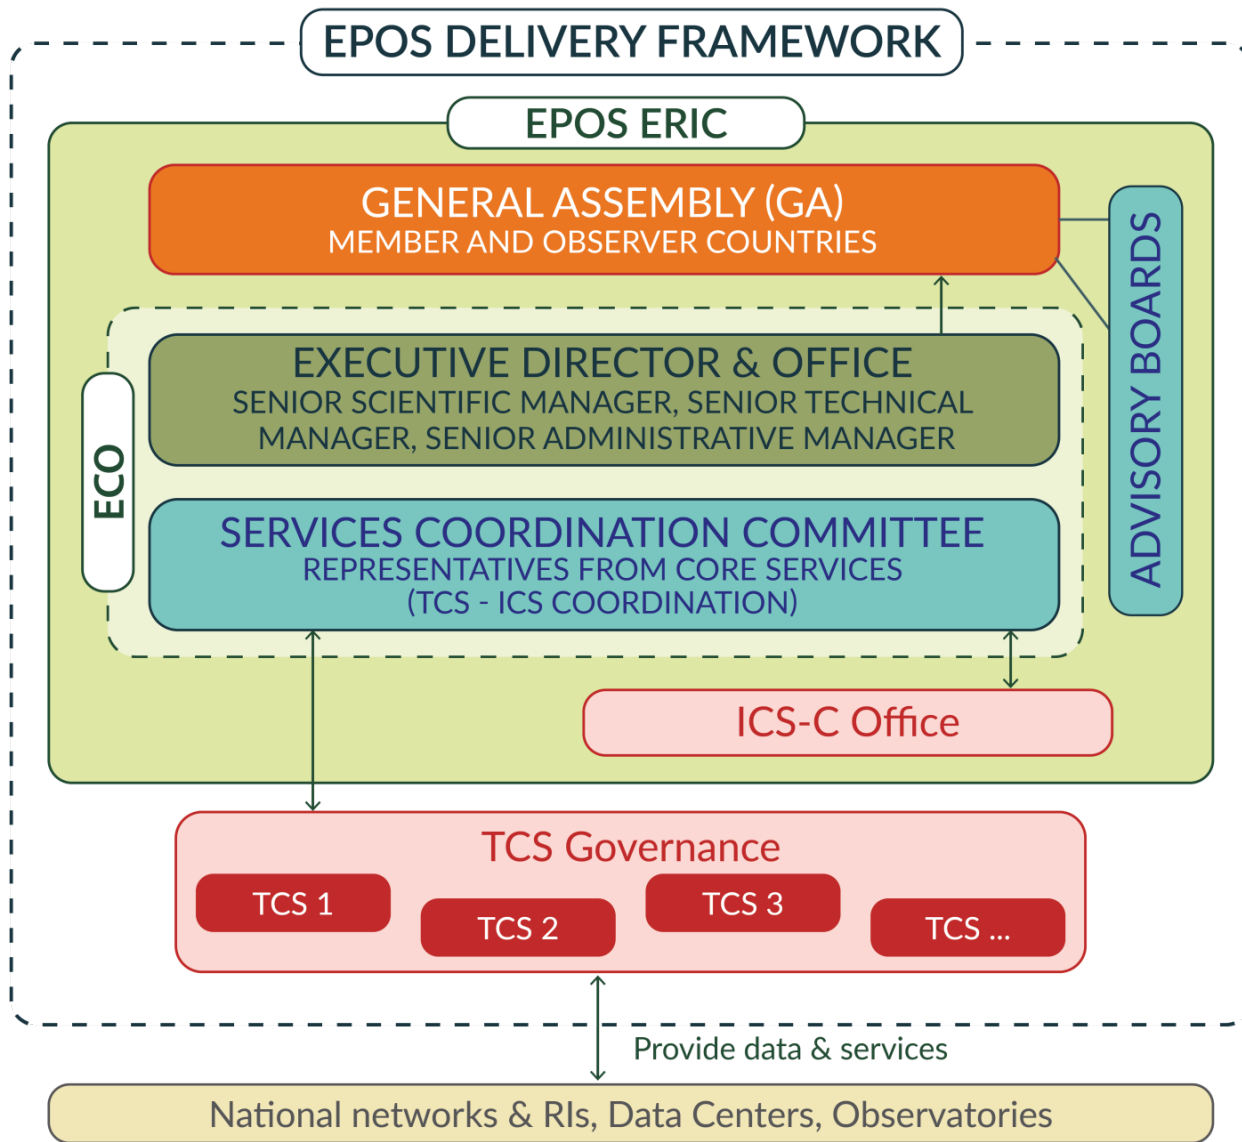 EPOS DELIVERY FRAMEWORK
EPOS ERIC
GENERAL ASSEMBLY (GA)
MEMBER AND OBSERVER COUNTRIES
ADVISORY BOARDS
ECO
EXECUTIVE DIRECTOR & OFFICE
SENIOR SCIENTIFIC MANAGER, SENIOR TECHNICAL
MANAGER, SENIOR ADMINISTRATIVE MANAGER
SERVICES COORDINATION COMMITTEE
REPRESENTATIVES FROM CORE SERVICES
(TCS - ICS COORDINATION)
ICS-C Office
TCS Governance
TCS 1
TCS 2
TCS 3
TCS ...
Provide data & services
National networks & RIs, Data Centers, Observatories